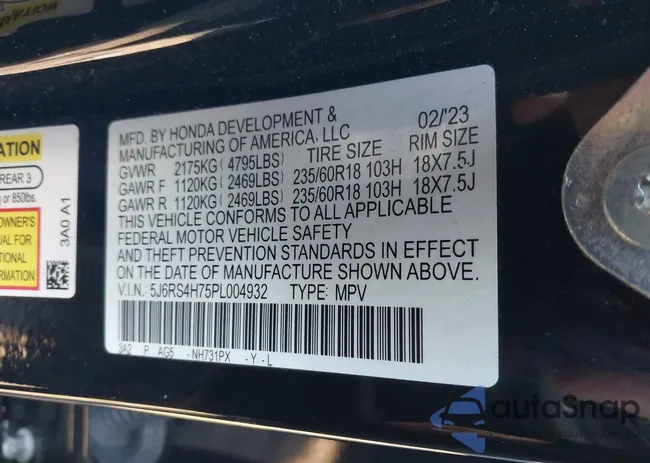 MFD. BY HONDA DEVELOPMENT & 02/'23
MANUFACTURING OF AMERICA, LLC
GVWR 2175KG(4795LBS) TIRE SIZE RIM SIZE
GAWR F 1120KG(2469LBS) 235/60R18 103H 18X7.5J
GAWR R 1120KG(2469LBS) 235/60R18 103H 18X7.5J
THIS VEHICLE CONFORMS TO ALL APPLICABLE
FEDERAL MOTOR VEHICLE SAFETY
AND THEFT PREVENTION STANDARDS IN EFFECT
ON THE DATE OF MANUFACTURE SHOWN ABOVE.
V.I.N.: 5J6RS4H75PL004932 TYPE: MPV
3A2 P AG5 -NH731PX -Y-L
ATION
REAR 3
g or 850lbs.
OWNER'S
UAL FOR
TIONAL
RMATION
3A0 A1
autoSnap